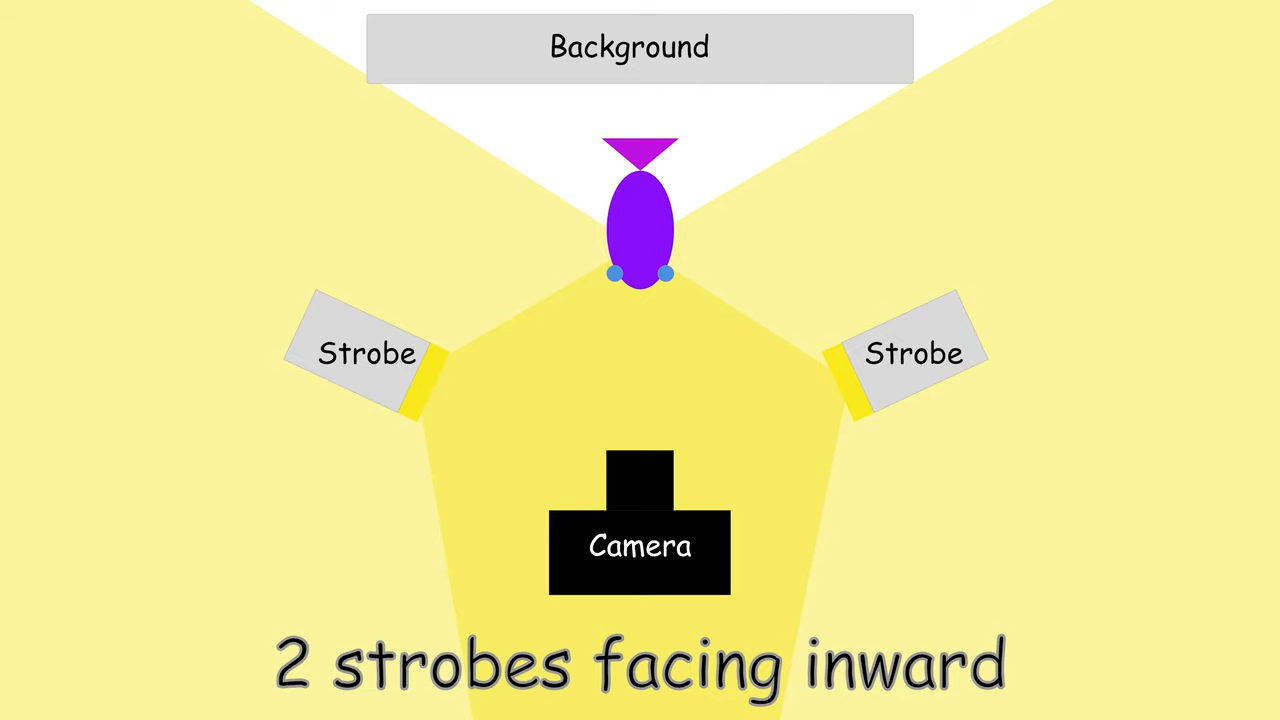 Background
Strobe
Strobe
Camera
2 strobes facing inward